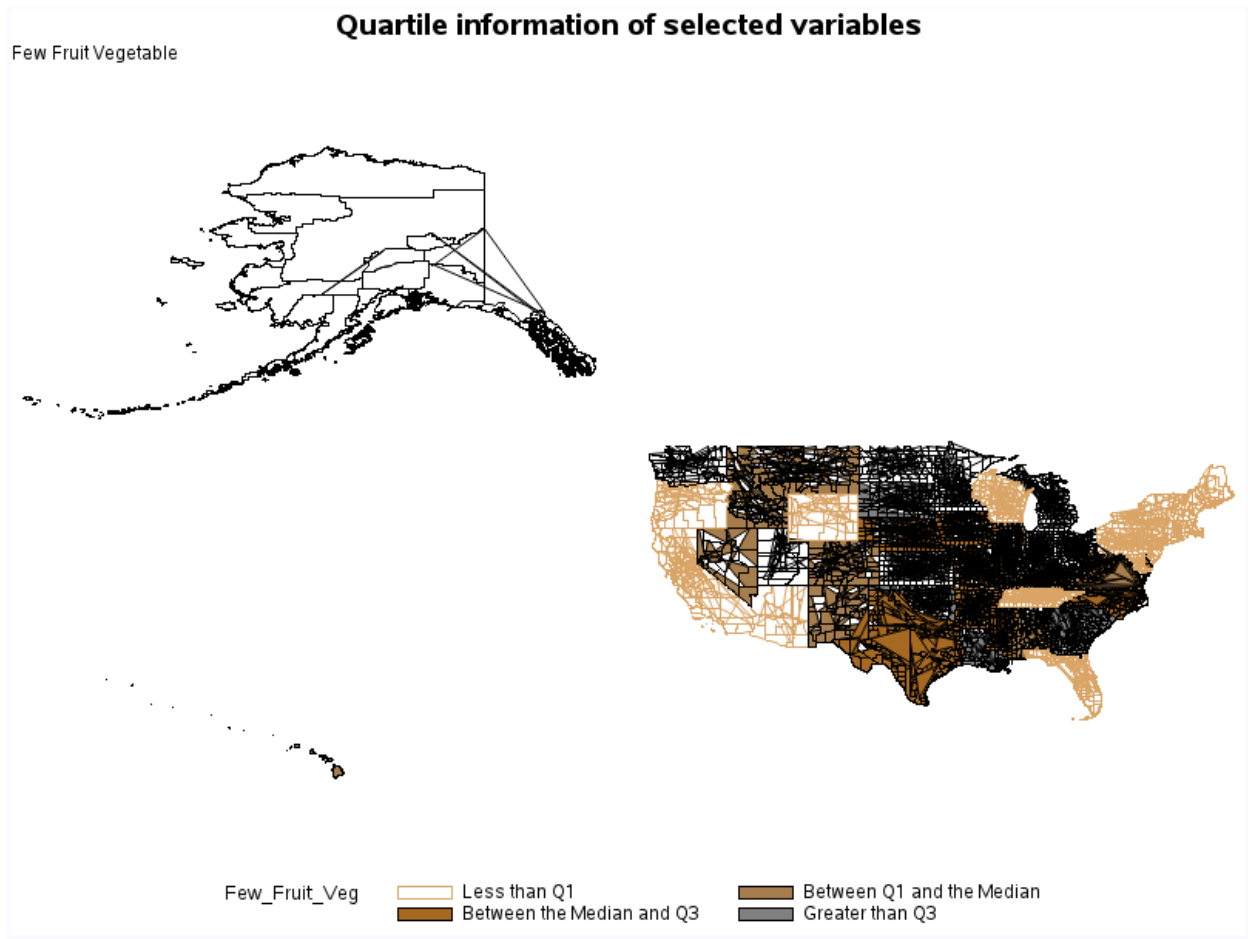 Quartile information of selected variables
Few Fruit Vegetable
Few_Fruit_Veg Less than Q1 Between Q1 and the Median
Between the Median and Q3 Greater than Q3